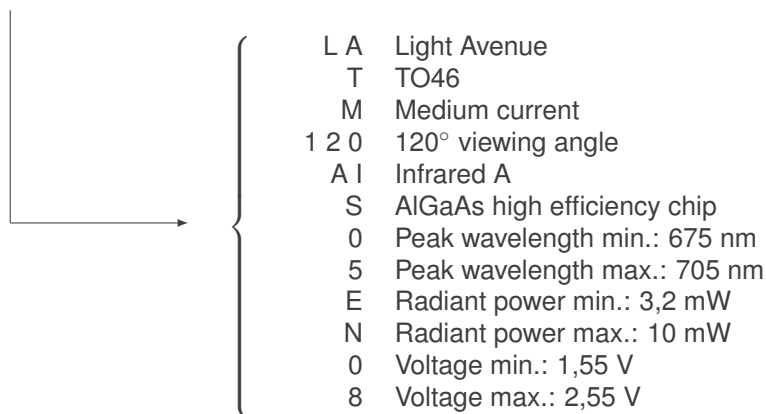 L A Light Avenue
T TO46
M Medium current
1 2 0 120° viewing angle
A I Infrared A
S AlGaAs high efficiency chip
0 Peak wavelength min.: 675 nm
5 Peak wavelength max.: 705 nm
E Radiant power min.: 3,2 mW
N Radiant power max.: 10 mW
0 Voltage min.: 1,55 V
8 Voltage max.: 2,55 V